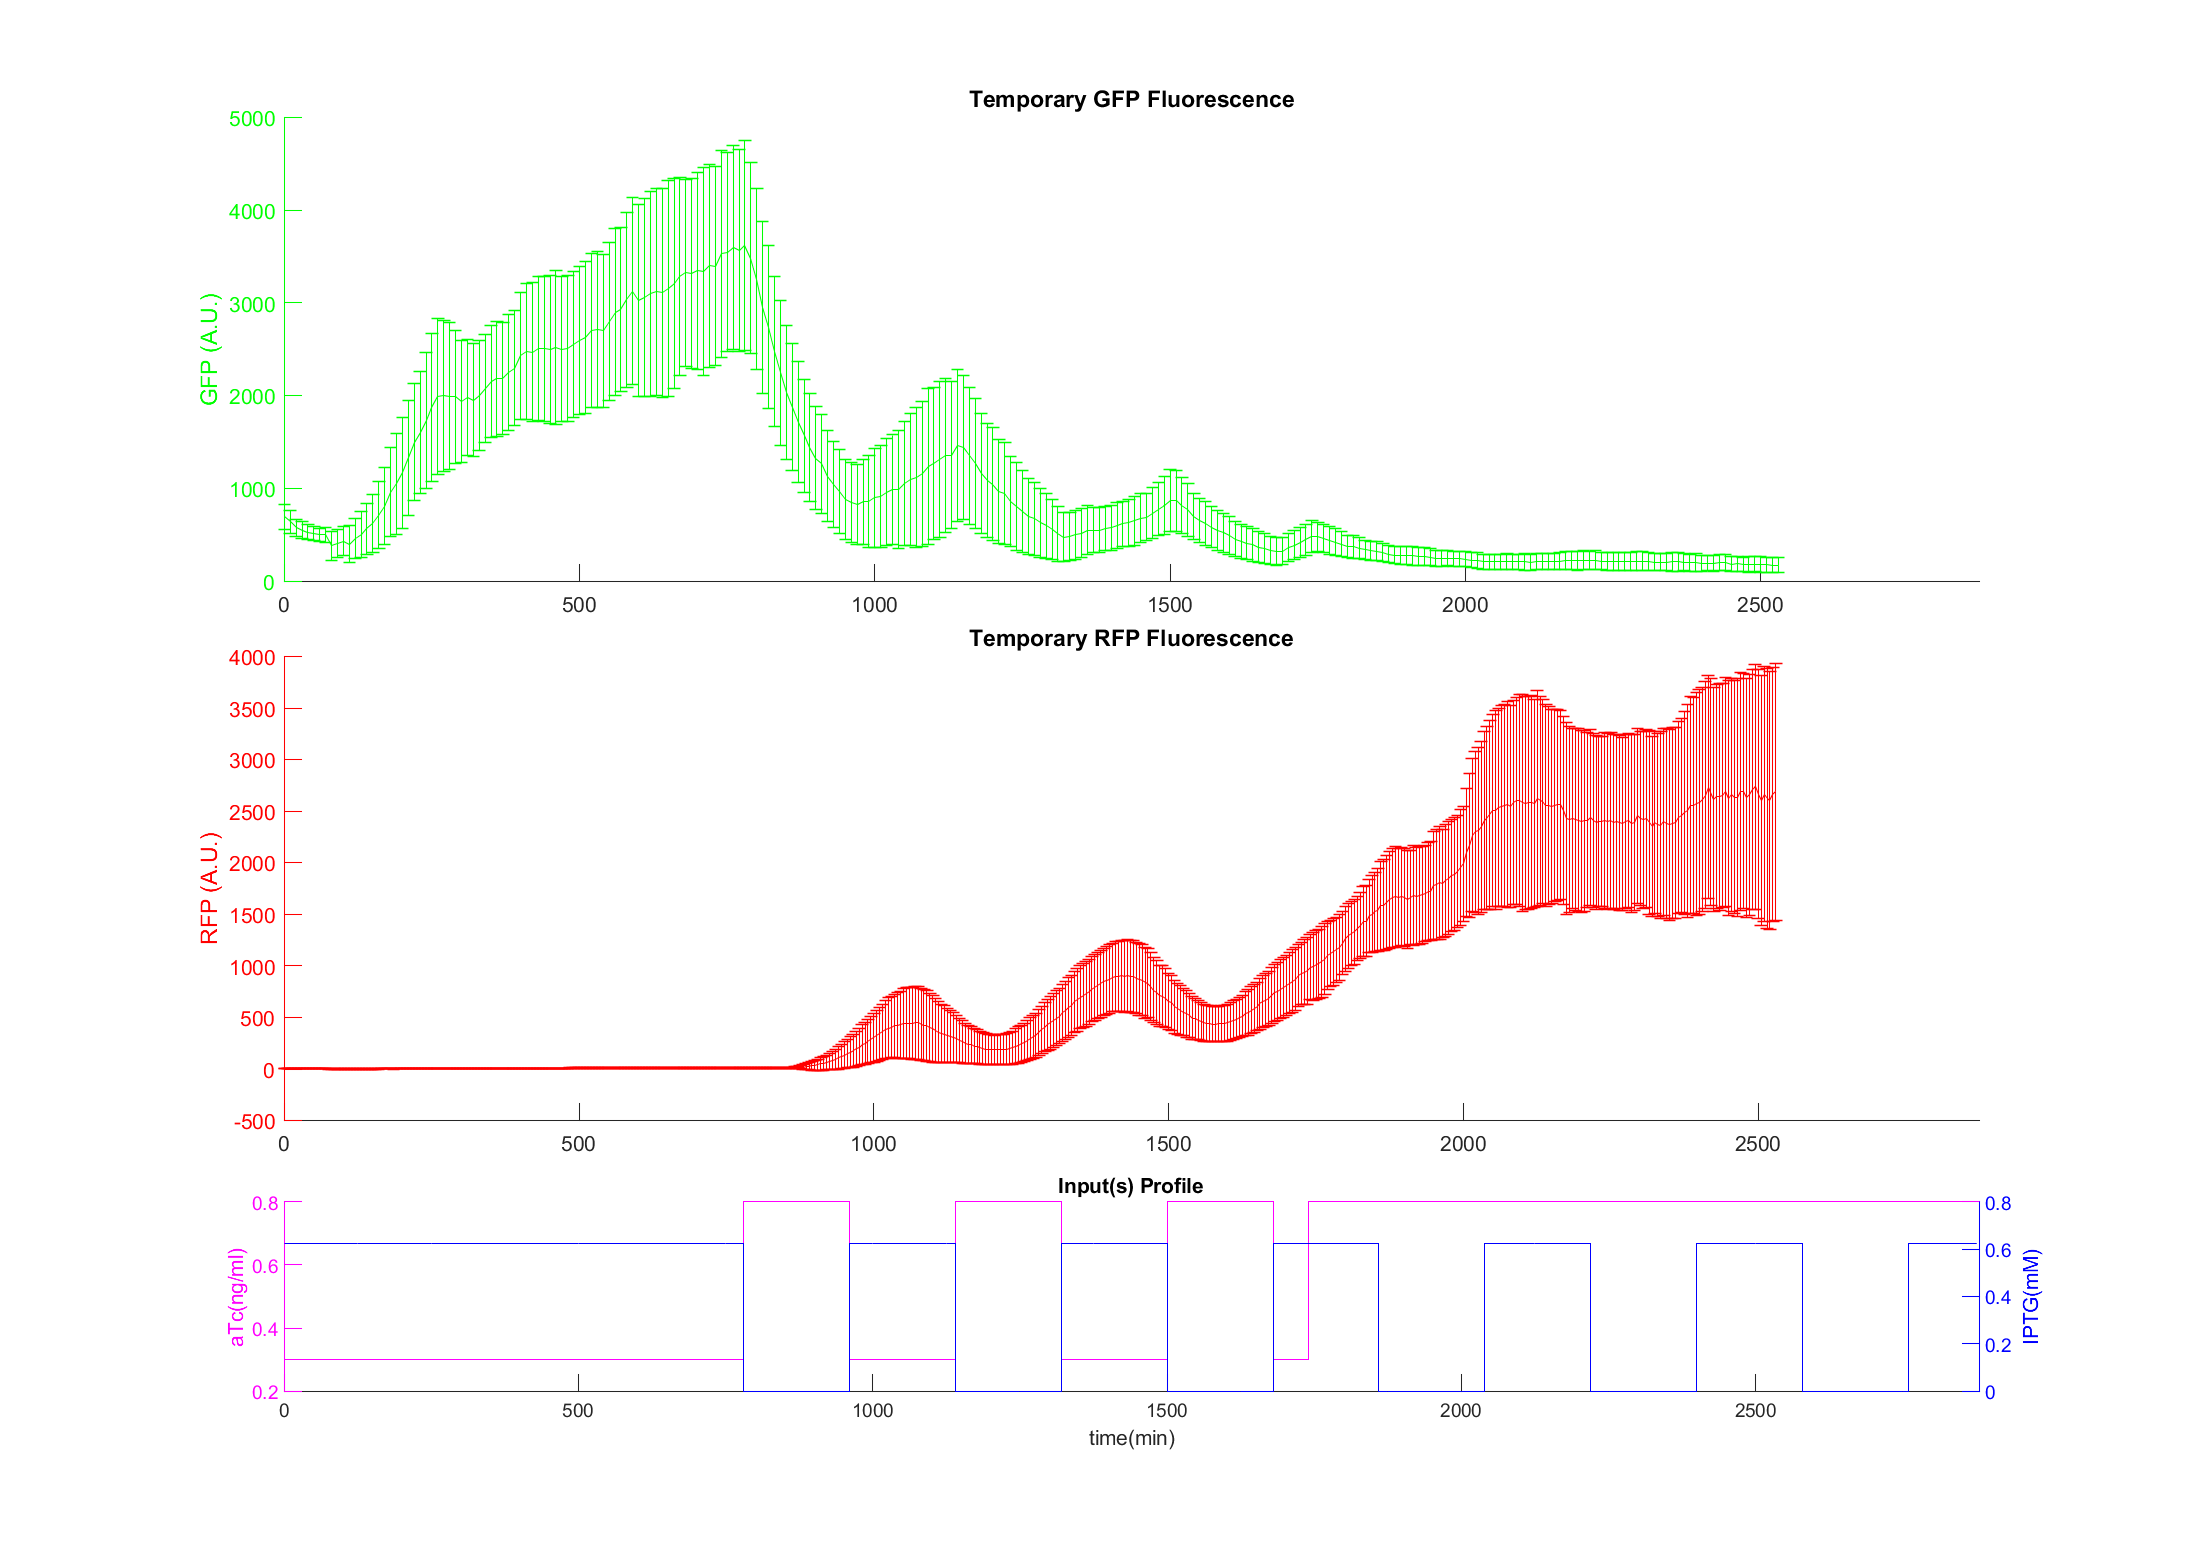 Temporary GFP Fluorescence
5000
4000
3000
2000
1000
0
GFP (A.U.)
0 500 1000 1500 2000 2500
Temporary RFP Fluorescence
4000
3500
3000
2500
2000
1500
1000
500
0
-500
RFP (A.U.)
0 500 1000 1500 2000 2500
Input(s) Profile
0.8
0.6
0.4
0.2
aTc(ng/ml)
0.8
0.6
0.4
0.2
0
IPTG(mM)
0 500 1000 1500 2000 2500
time(min)